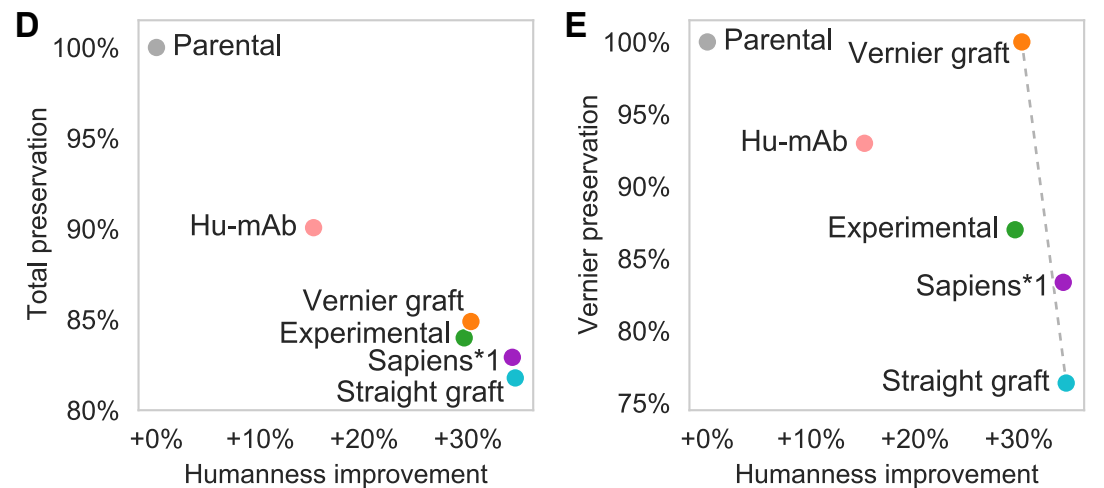 D
100%
95%
90%
85%
80%
Total preservation
Parental
Hu-mAb
Vernier graft
Experimental
Sapiens*1
Straight graft
+0%
+10%
+20%
+30%
Humanness improvement
E
100%
95%
90%
85%
80%
75%
Vernier preservation
Parental
Vernier graft
Hu-mAb
Experimental
Sapiens*1
Straight graft
+0%
+10%
+20%
+30%
Humanness improvement